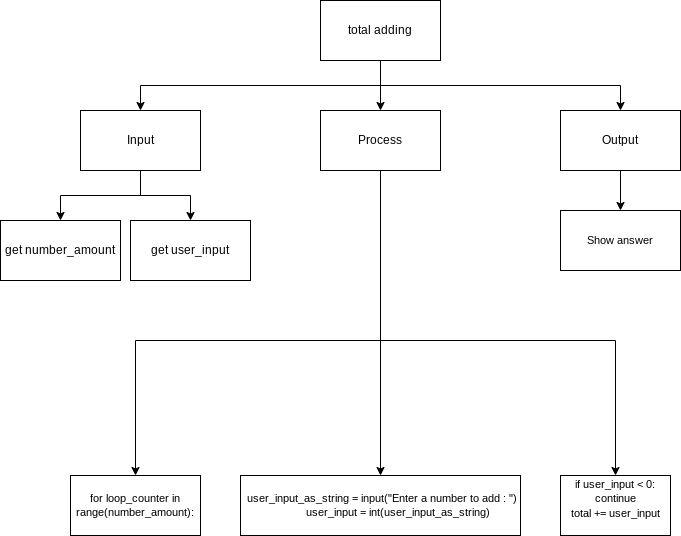 total adding
Input
Process
Output
get number_amount
get user_input
Show answer
for loop_counter in
range(number_amount):
user_input_as_string = input("Enter a number to add : ")
user_input = int(user_input_as_string)
if user_input < 0:
continue
total += user_input